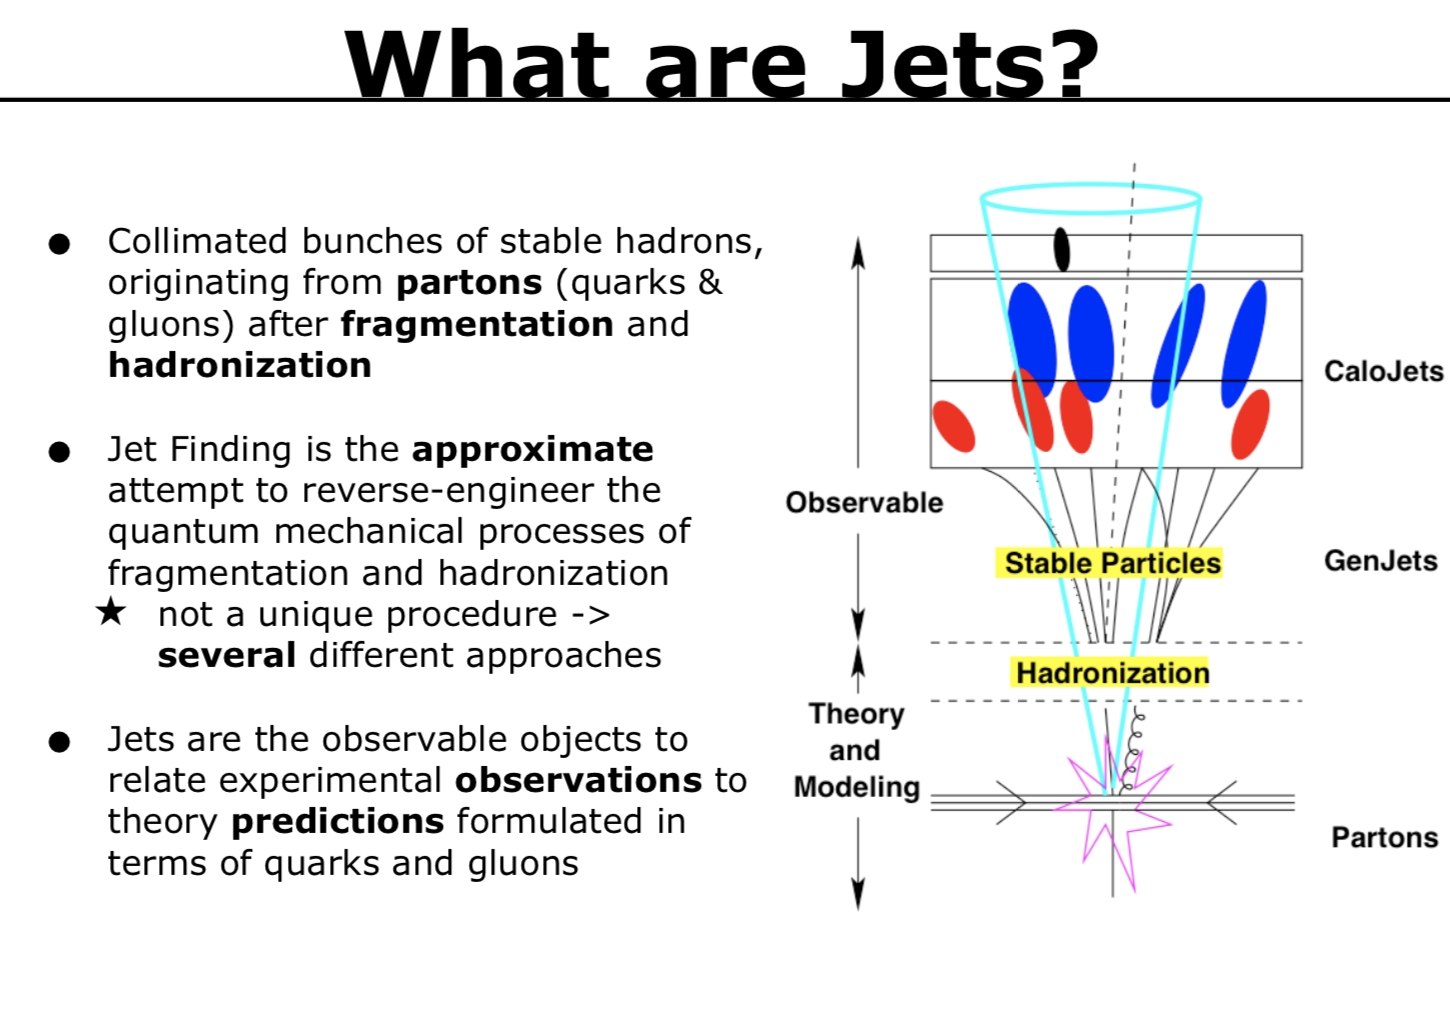 What are Jets?
● Collimated bunches of stable hadrons,
originating from partons (quarks &
gluons) after fragmentation and
hadronization
● Jet Finding is the approximate
attempt to reverse-engineer the
quantum mechanical processes of
fragmentation and hadronization
★ not a unique procedure ->
several different approaches
● Jets are the observable objects to
relate experimental observations to
theory predictions formulated in
terms of quarks and gluons
CaloJets
Observable
Stable Particles
GenJets
Hadronization
Theory
and
Modeling
Partons